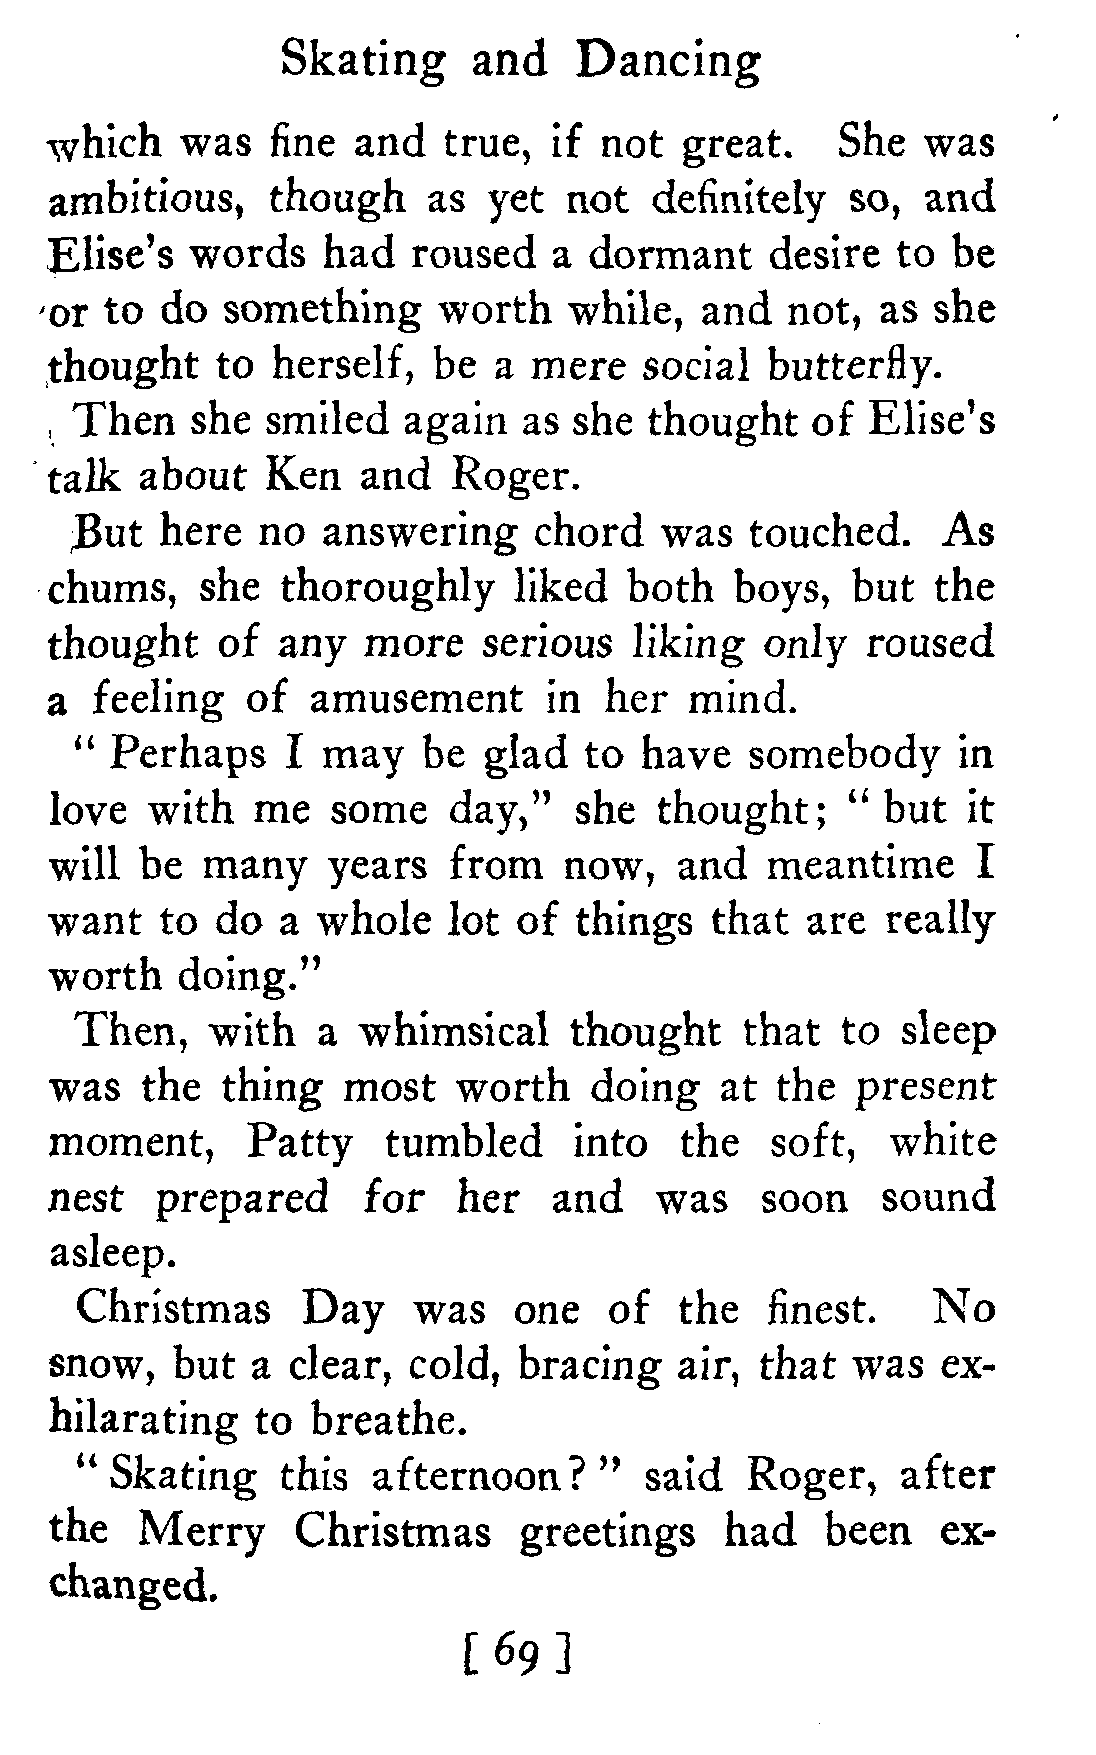 Skating and Dancing
which was fine and true, if not great. She was
ambitious, though as yet not definitely so, and
Elise's words had roused a dormant desire to be
or to do something worth while, and not, as she
thought to herself, be a mere social butterfly.
Then she smiled again as she thought of Elise's
talk about Ken and Roger.
But here no answering chord was touched. As
chums, she thoroughly liked both boys, but the
thought of any more serious liking only roused
a feeling of amusement in her mind.
" Perhaps I may be glad to have somebody in
love with me some day," she thought; " but it
will be many years from now, and meantime I
want to do a whole lot of things that are really
worth doing."
Then, with a whimsical thought that to sleep
was the thing most worth doing at the present
moment, Patty tumbled into the soft, white
nest prepared for her and was soon sound
asleep.
Christmas Day was one of the finest. No
snow, but a clear, cold, bracing air, that was ex-
hilarating to breathe.
" Skating this afternoon? " said Roger, after
the Merry Christmas greetings had been ex-
changed.
[ 69 ]